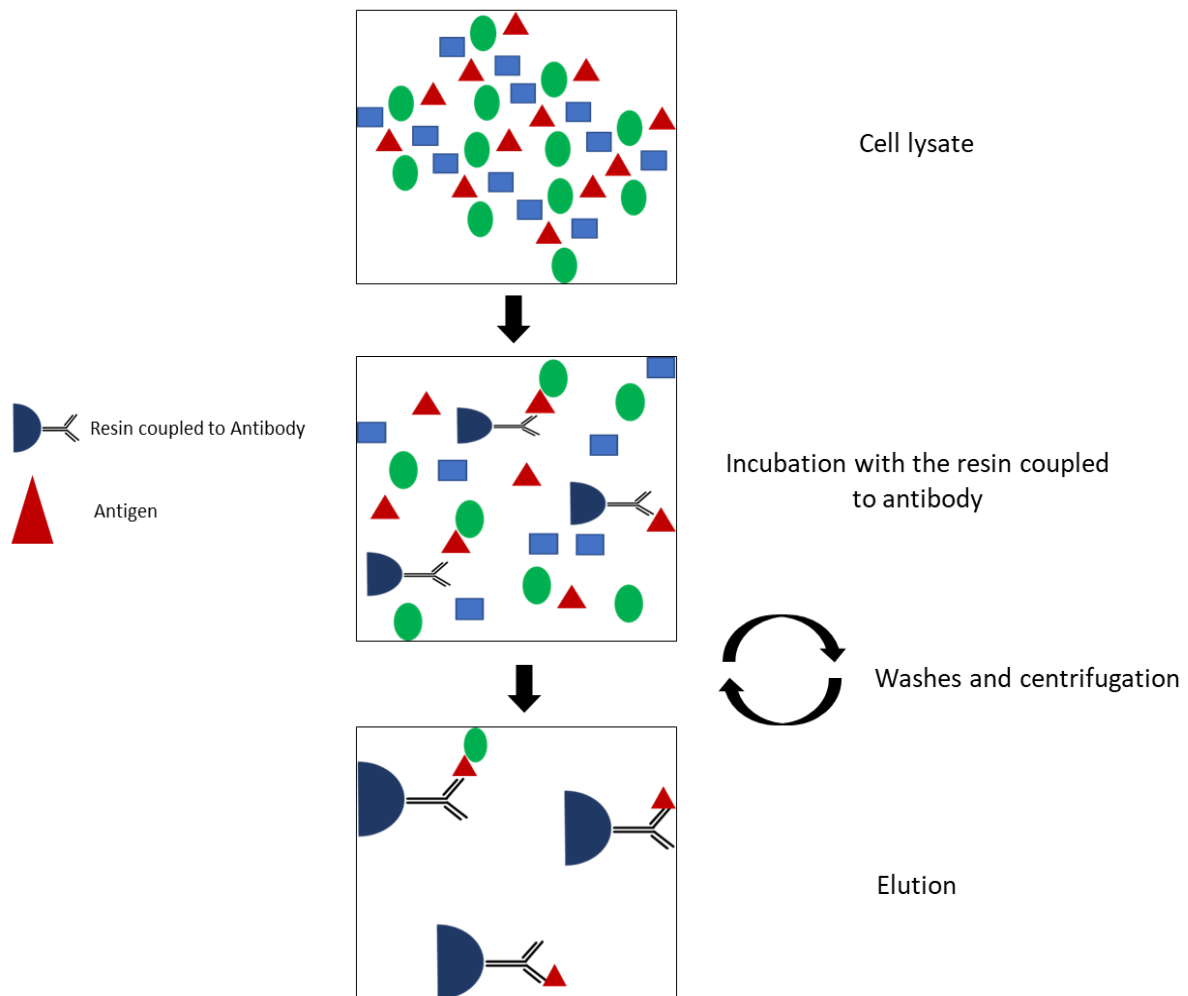 Cell lysate
Resin coupled to Antibody
Antigen
Incubation with the resin coupled
to antibody
Washes and centrifugation
Elution